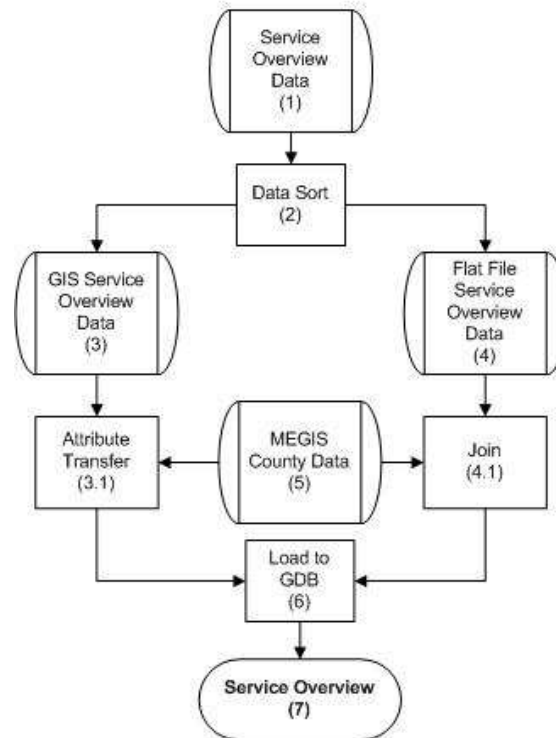 Service
Overview
Data
(1)
Data Sort
(2)
GIS Service
Overview
Data
(3)
Flat File
Service
Overview
Data
(4)
Attribute
Transfer
(3.1)
MEGIS
County Data
(5)
Join
(4.1)
Load to
GDB
(6)
Service Overview
(7)